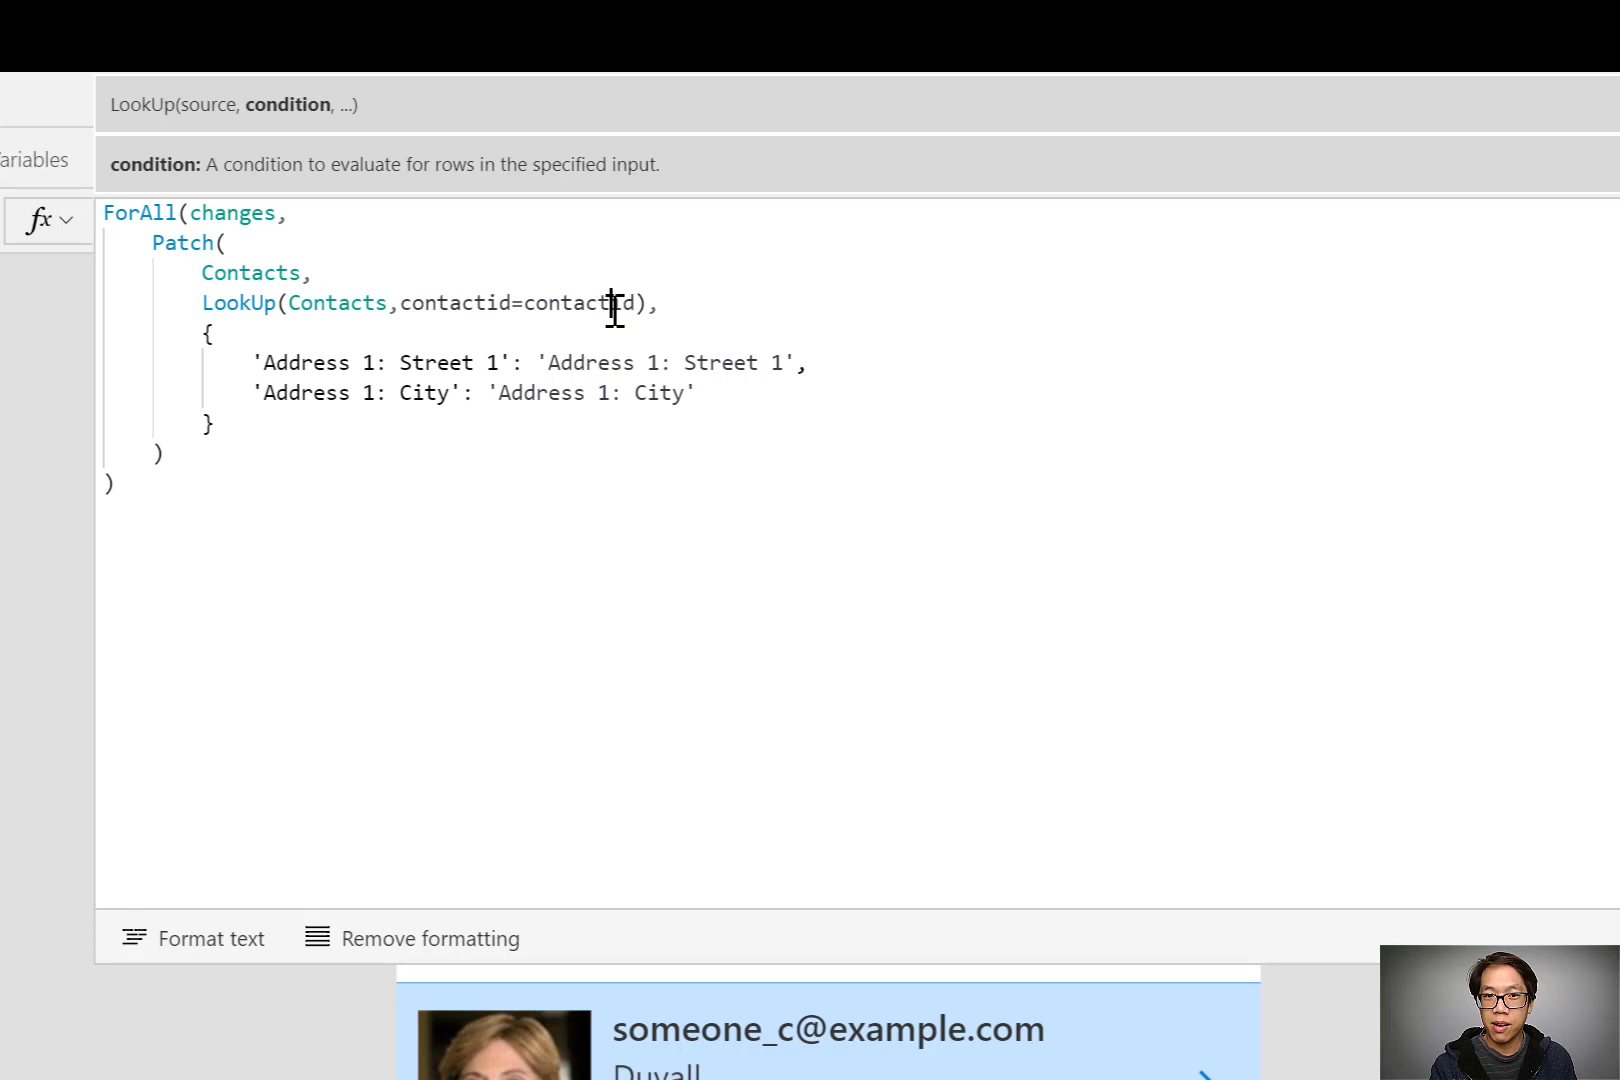 LookUp(source, condition, ...)
ariables
condition: A condition to evaluate for rows in the specified input.
fx
ForAll(changes,
Patch(
Contacts,
LookUp(Contacts,contactid=contactid),
{
'Address 1: Street 1': 'Address 1: Street 1',
'Address 1: City': 'Address 1: City'
}
)
)
Format text
Remove formatting
someone_c@example.com
Duvall